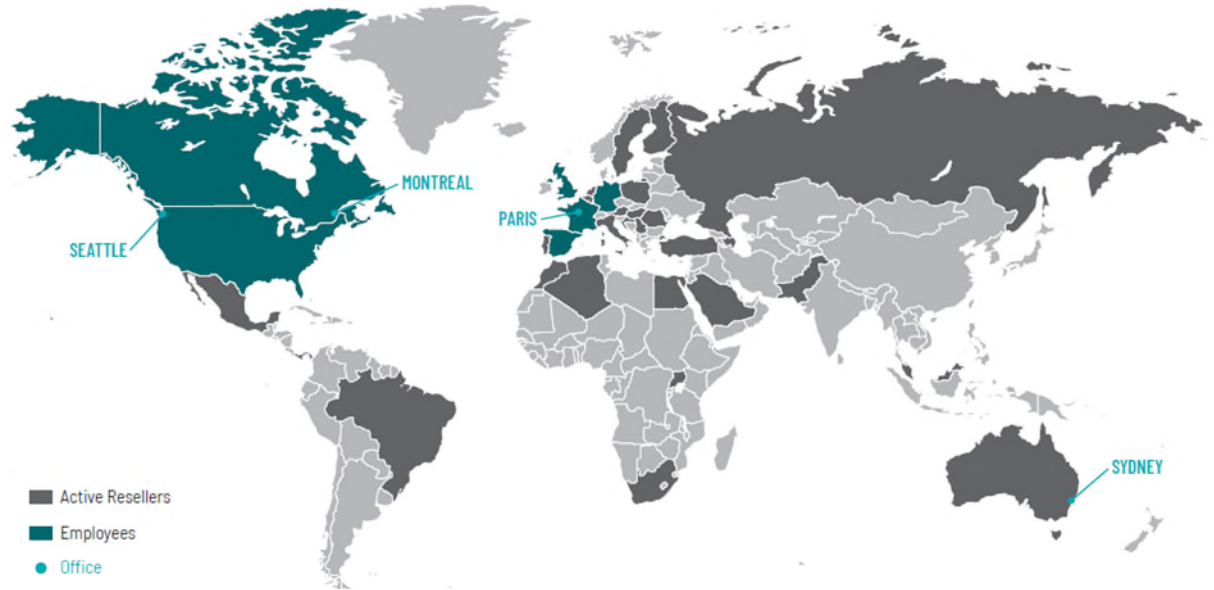 MONTREAL
PARIS
SEATTLE
SYDNEY
Active Resellers
Employees
Office